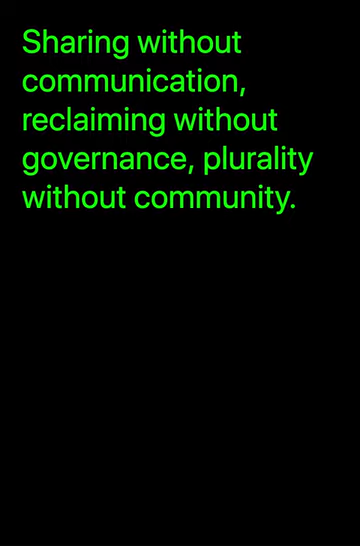 Sharing without
communication,
reclaiming without
governance, plurality
without community.